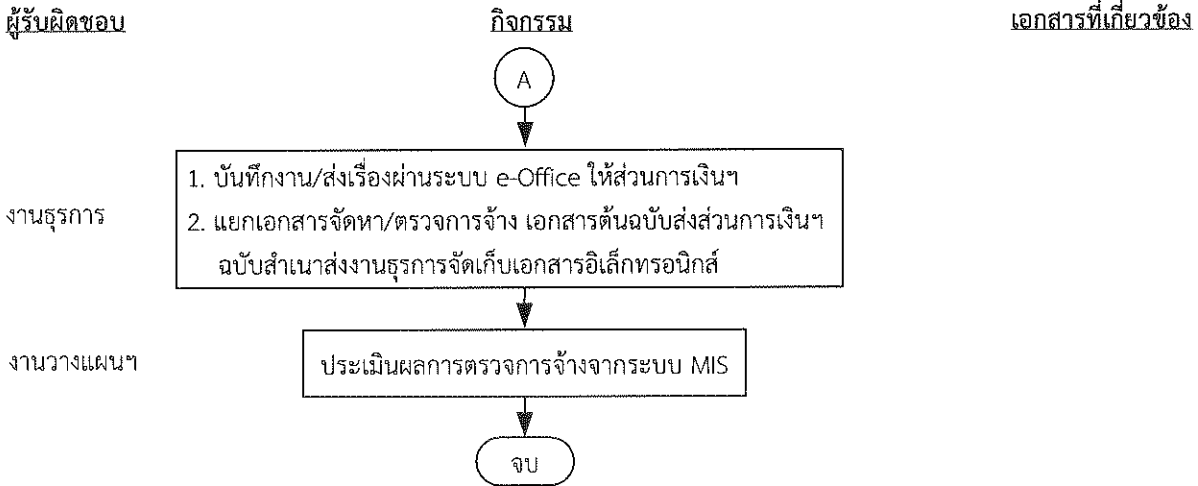 ผู้รับผิดชอบ กิจกรรม เอกสารที่เกี่ยวข้อง
A
1. บันทึกงาน/ส่งเรื่องผ่านระบบ e-Office ให้ส่วนการเงินฯ
งานธุรการ
2. แยกเอกสารจัดหา/ตรวจการจ้าง เอกสารต้นฉบับส่งส่วนการเงินฯ
ฉบับสำเนาส่งงานธุรการจัดเก็บเอกสารอิเล็กทรอนิกส์
งานวางแผนฯ ประเมินผลการตรวจการจ้างจากระบบ MIS
จบ